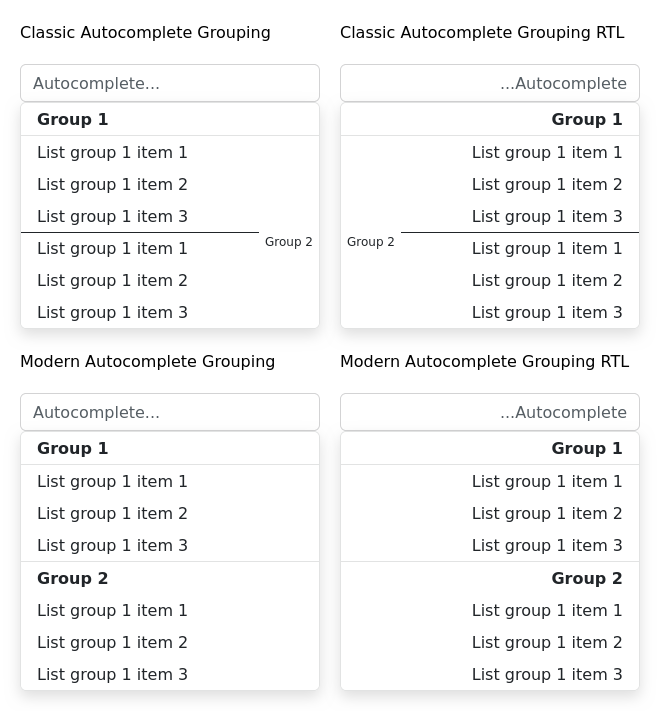 Classic Autocomplete Grouping
Autocomplete...
Group 1
List group 1 item 1
List group 1 item 2
List group 1 item 3
Group 2
List group 1 item 1
List group 1 item 2
List group 1 item 3
Classic Autocomplete Grouping RTL
...Autocomplete
Group 1
List group 1 item 1
List group 1 item 2
List group 1 item 3
Group 2
List group 1 item 1
List group 1 item 2
List group 1 item 3
Modern Autocomplete Grouping
Autocomplete...
Group 1
List group 1 item 1
List group 1 item 2
List group 1 item 3
Group 2
List group 1 item 1
List group 1 item 2
List group 1 item 3
Modern Autocomplete Grouping RTL
...Autocomplete
Group 1
List group 1 item 1
List group 1 item 2
List group 1 item 3
Group 2
List group 1 item 1
List group 1 item 2
List group 1 item 3